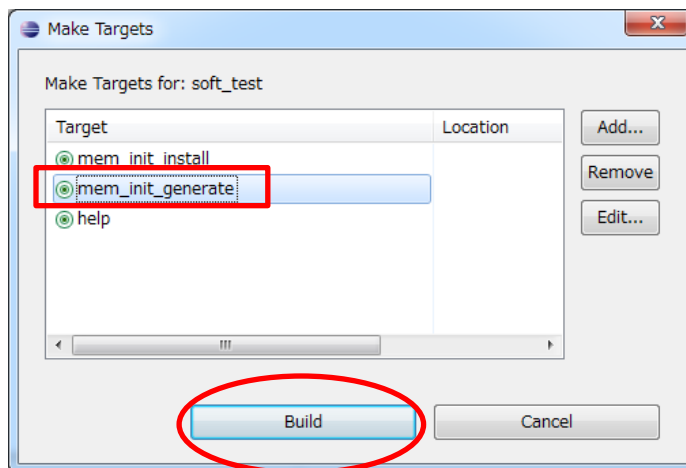 Make Targets
Make Targets for: soft_test
Target Location
mem_init_install
mem_init_generate
help
Add...
Remove
Edit...
Build Cancel